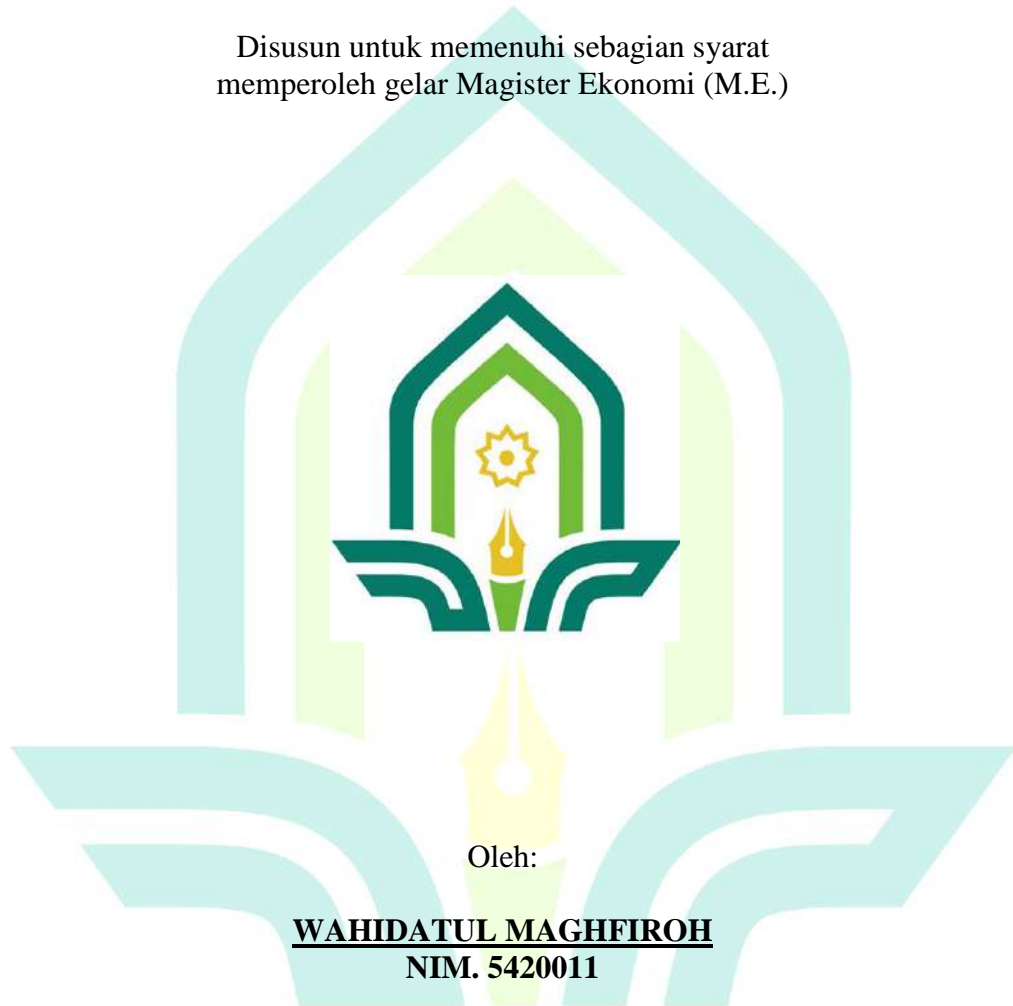 Disusun untuk memenuhi sebagian syarat
memperoleh gelar Magister Ekonomi (M.E.)
Oleh:
WAHIDATUL MAGHFIROH
NIM. 5420011